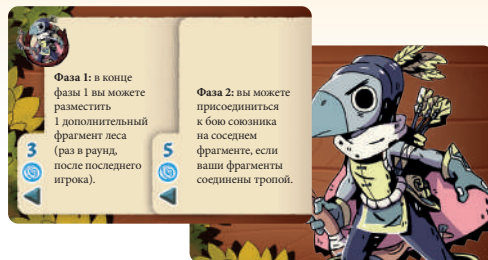 Фаза 1: в конце
фазы 1 вы можете
разместить
1 дополнительный
фрагмент леса
(раз в раунд,
после последнего
игрока).
3
Фаза 2: вы можете
присоединиться
к бою союзника
на соседнем
фрагменте, если
ваши фрагменты
соединены тропой.
5